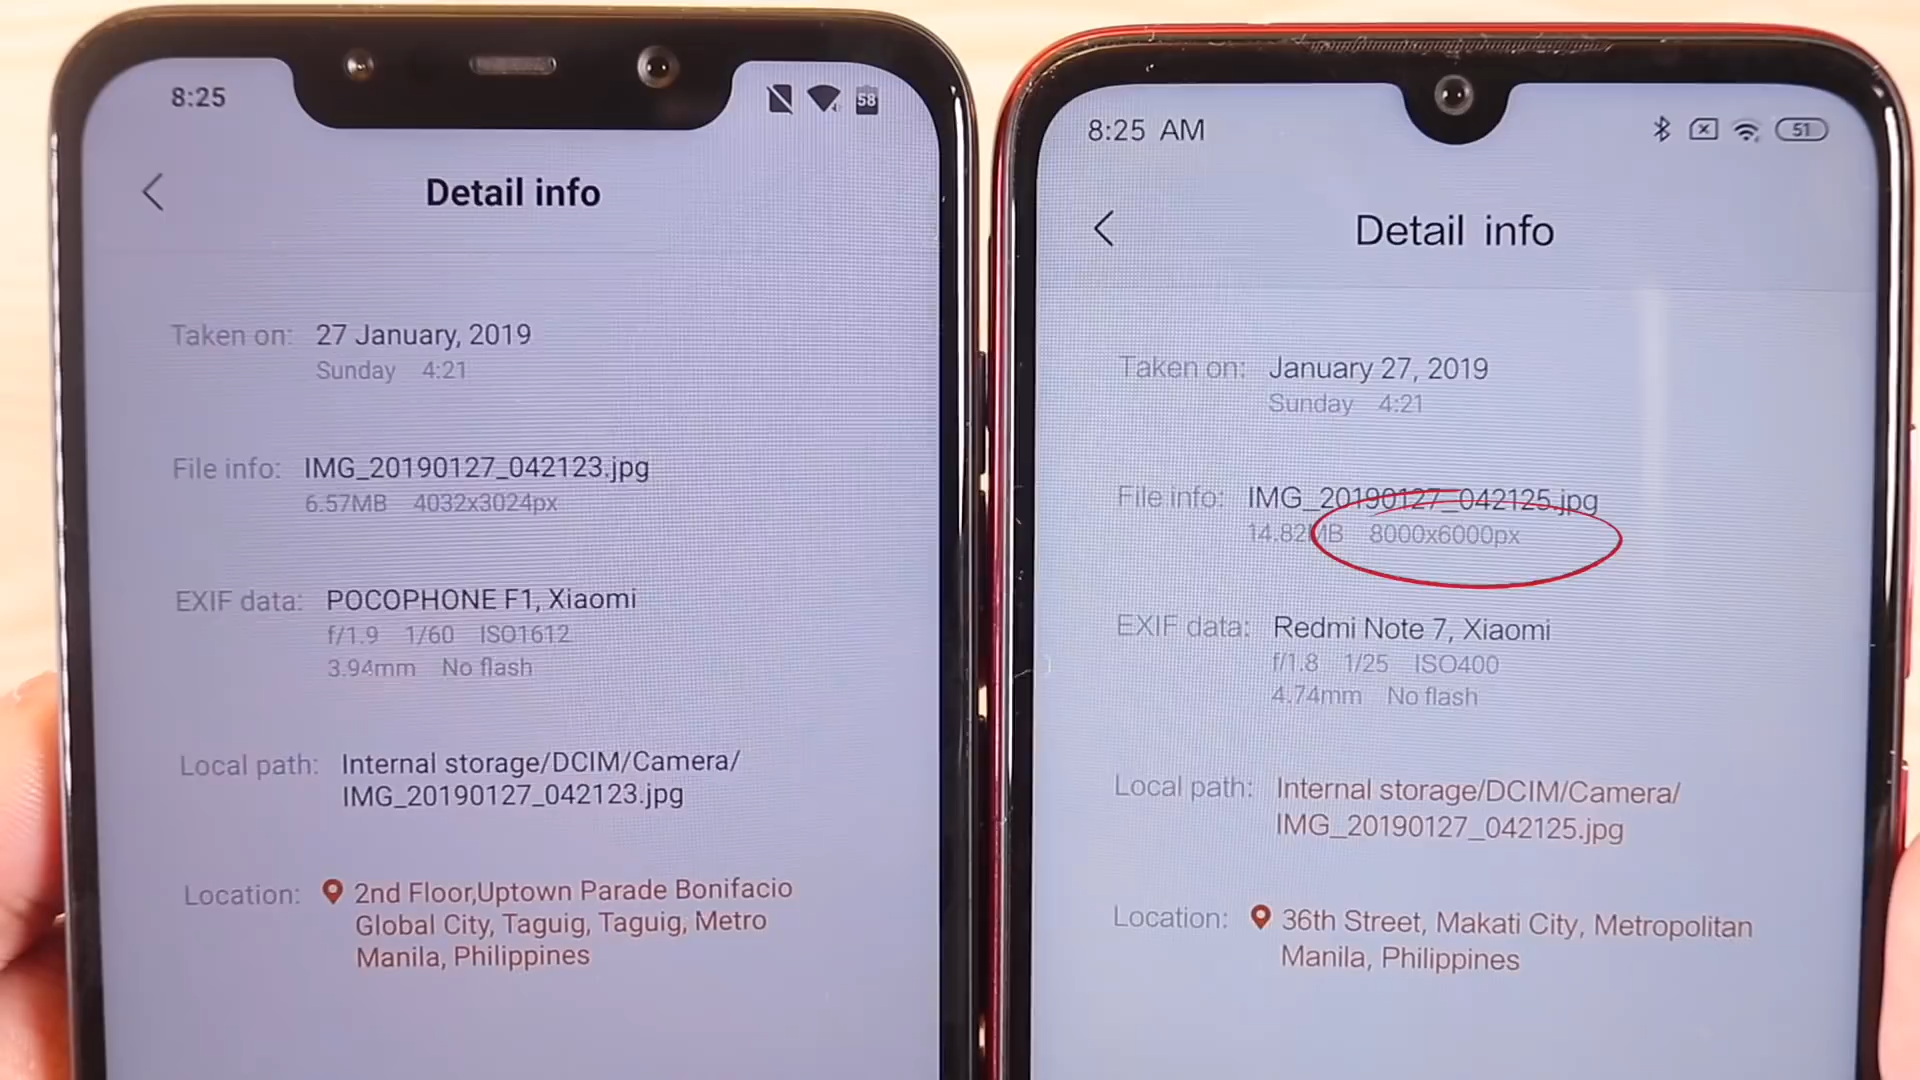 8:25
58
Detail info
Taken on: 27 January, 2019
Sunday 4:21
File info: IMG_20190127_042123.jpg
6.57MB 4032x3024px
EXIF data: POCOPHONE F1, Xiaomi
f/1.9 1/60 ISO1612
3.94mm No flash
Local path: Internal storage/DCIM/Camera/
IMG_20190127_042123.jpg
Location: 2nd Floor,Uptown Parade Bonifacio
Global City, Taguig, Taguig, Metro
Manila, Philippines
8:25 AM
51
Detail info
Taken on: January 27, 2019
Sunday 4:21
File info: IMG_20190127_042125.jpg
14.82MB 8000x6000px
EXIF data: Redmi Note 7, Xiaomi
f/1.8 1/25 ISO400
4.74mm No flash
Local path: Internal storage/DCIM/Camera/
IMG_20190127_042125.jpg
Location: 36th Street, Makati City, Metropolitan
Manila, Philippines